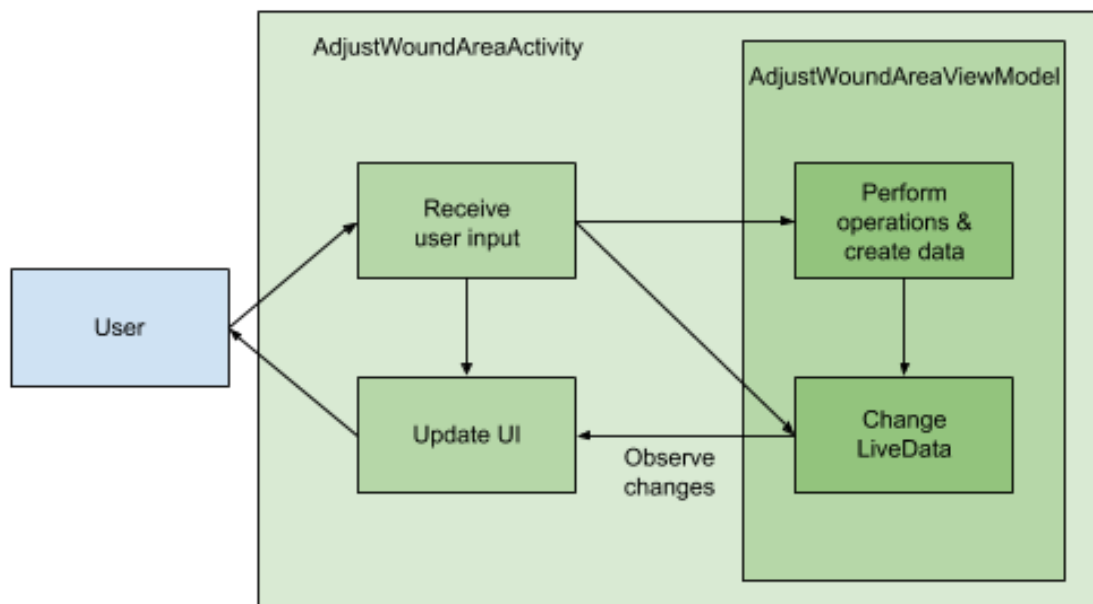 AdjustWoundAreaActivity
AdjustWoundAreaViewModel
Receive
user input
Perform
operations &
create data
User
Update UI
Change
LiveData
Observe
changes